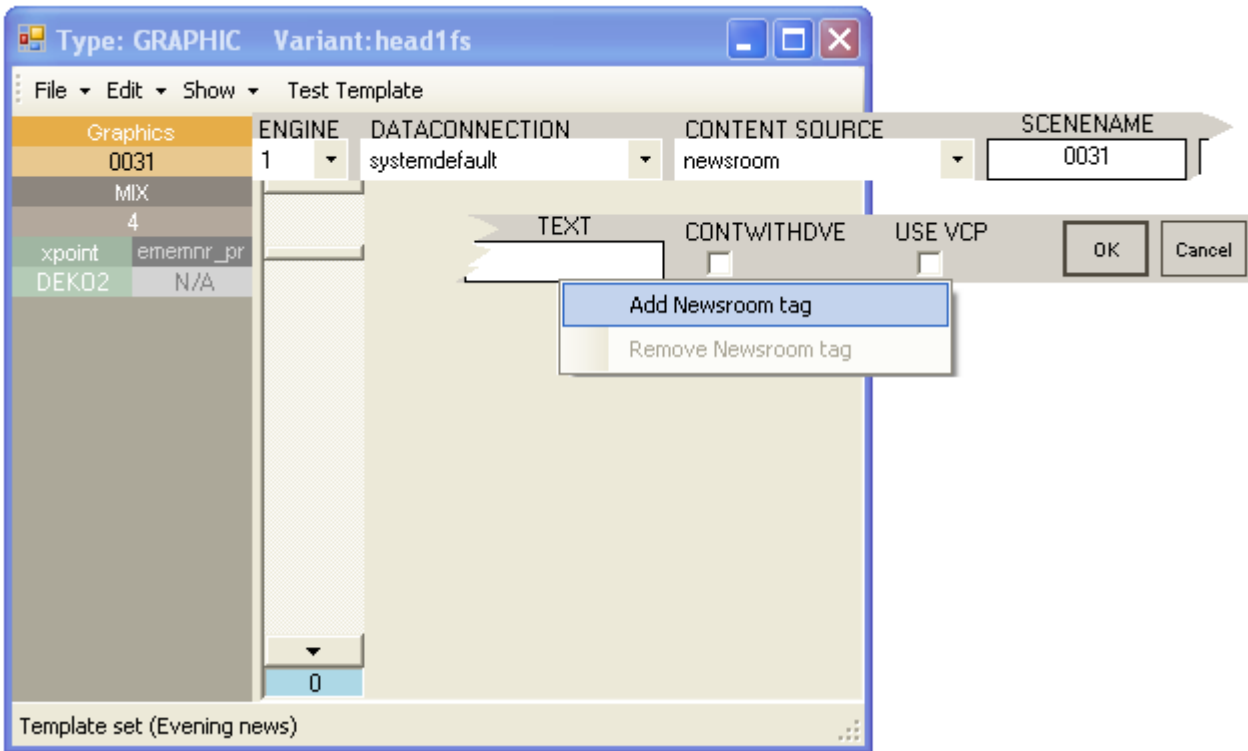 Type: GRAPHIC Variant:head1fs
File Edit Show Test Template
Graphics
0031
MIX
4
xpoint ememnr_pr
DEKO2 N/A
ENGINE DATACONNECTION CONTENT SOURCE SCENENAME
1 systemdefault newsroom 0031
TEXT CONTWITHDVE USE VCP
OK Cancel
Add Newsroom tag
Remove Newsroom tag
0
Template set (Evening news)